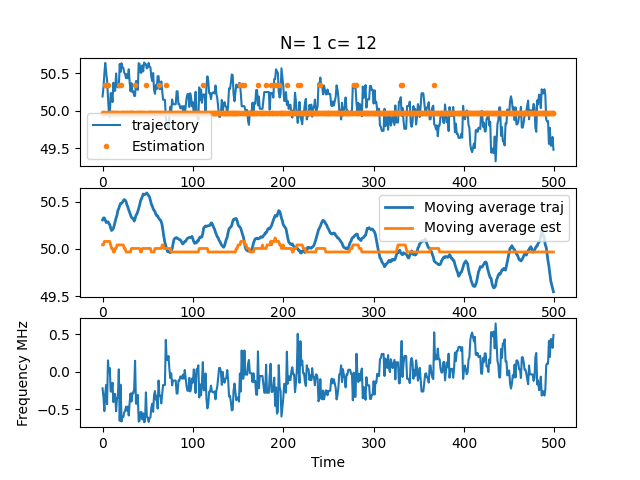 N= 1 c= 12
50.5
50.0
49.5
trajectory
Estimation
0 100 200 300 400 500
50.5
50.0
49.5
Moving average traj
Moving average est
0 100 200 300 400 500
Frequency MHz
0.5
0.0
−0.5
0 100 200 300 400 500
Time